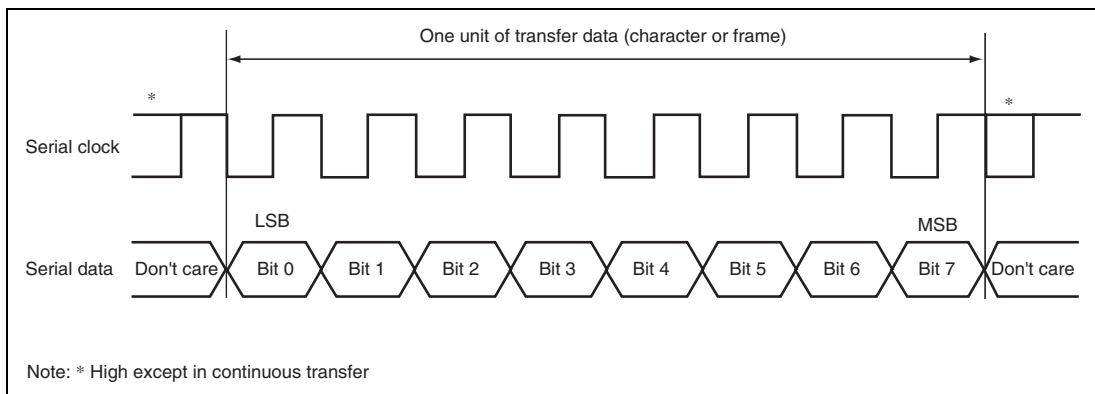 One unit of transfer data (character or frame)
* *
Serial clock
LSB MSB
Serial data Don't care Bit 0 Bit 1 Bit 2 Bit 3 Bit 4 Bit 5 Bit 6 Bit 7 Don't care
Note: * High except in continuous transfer